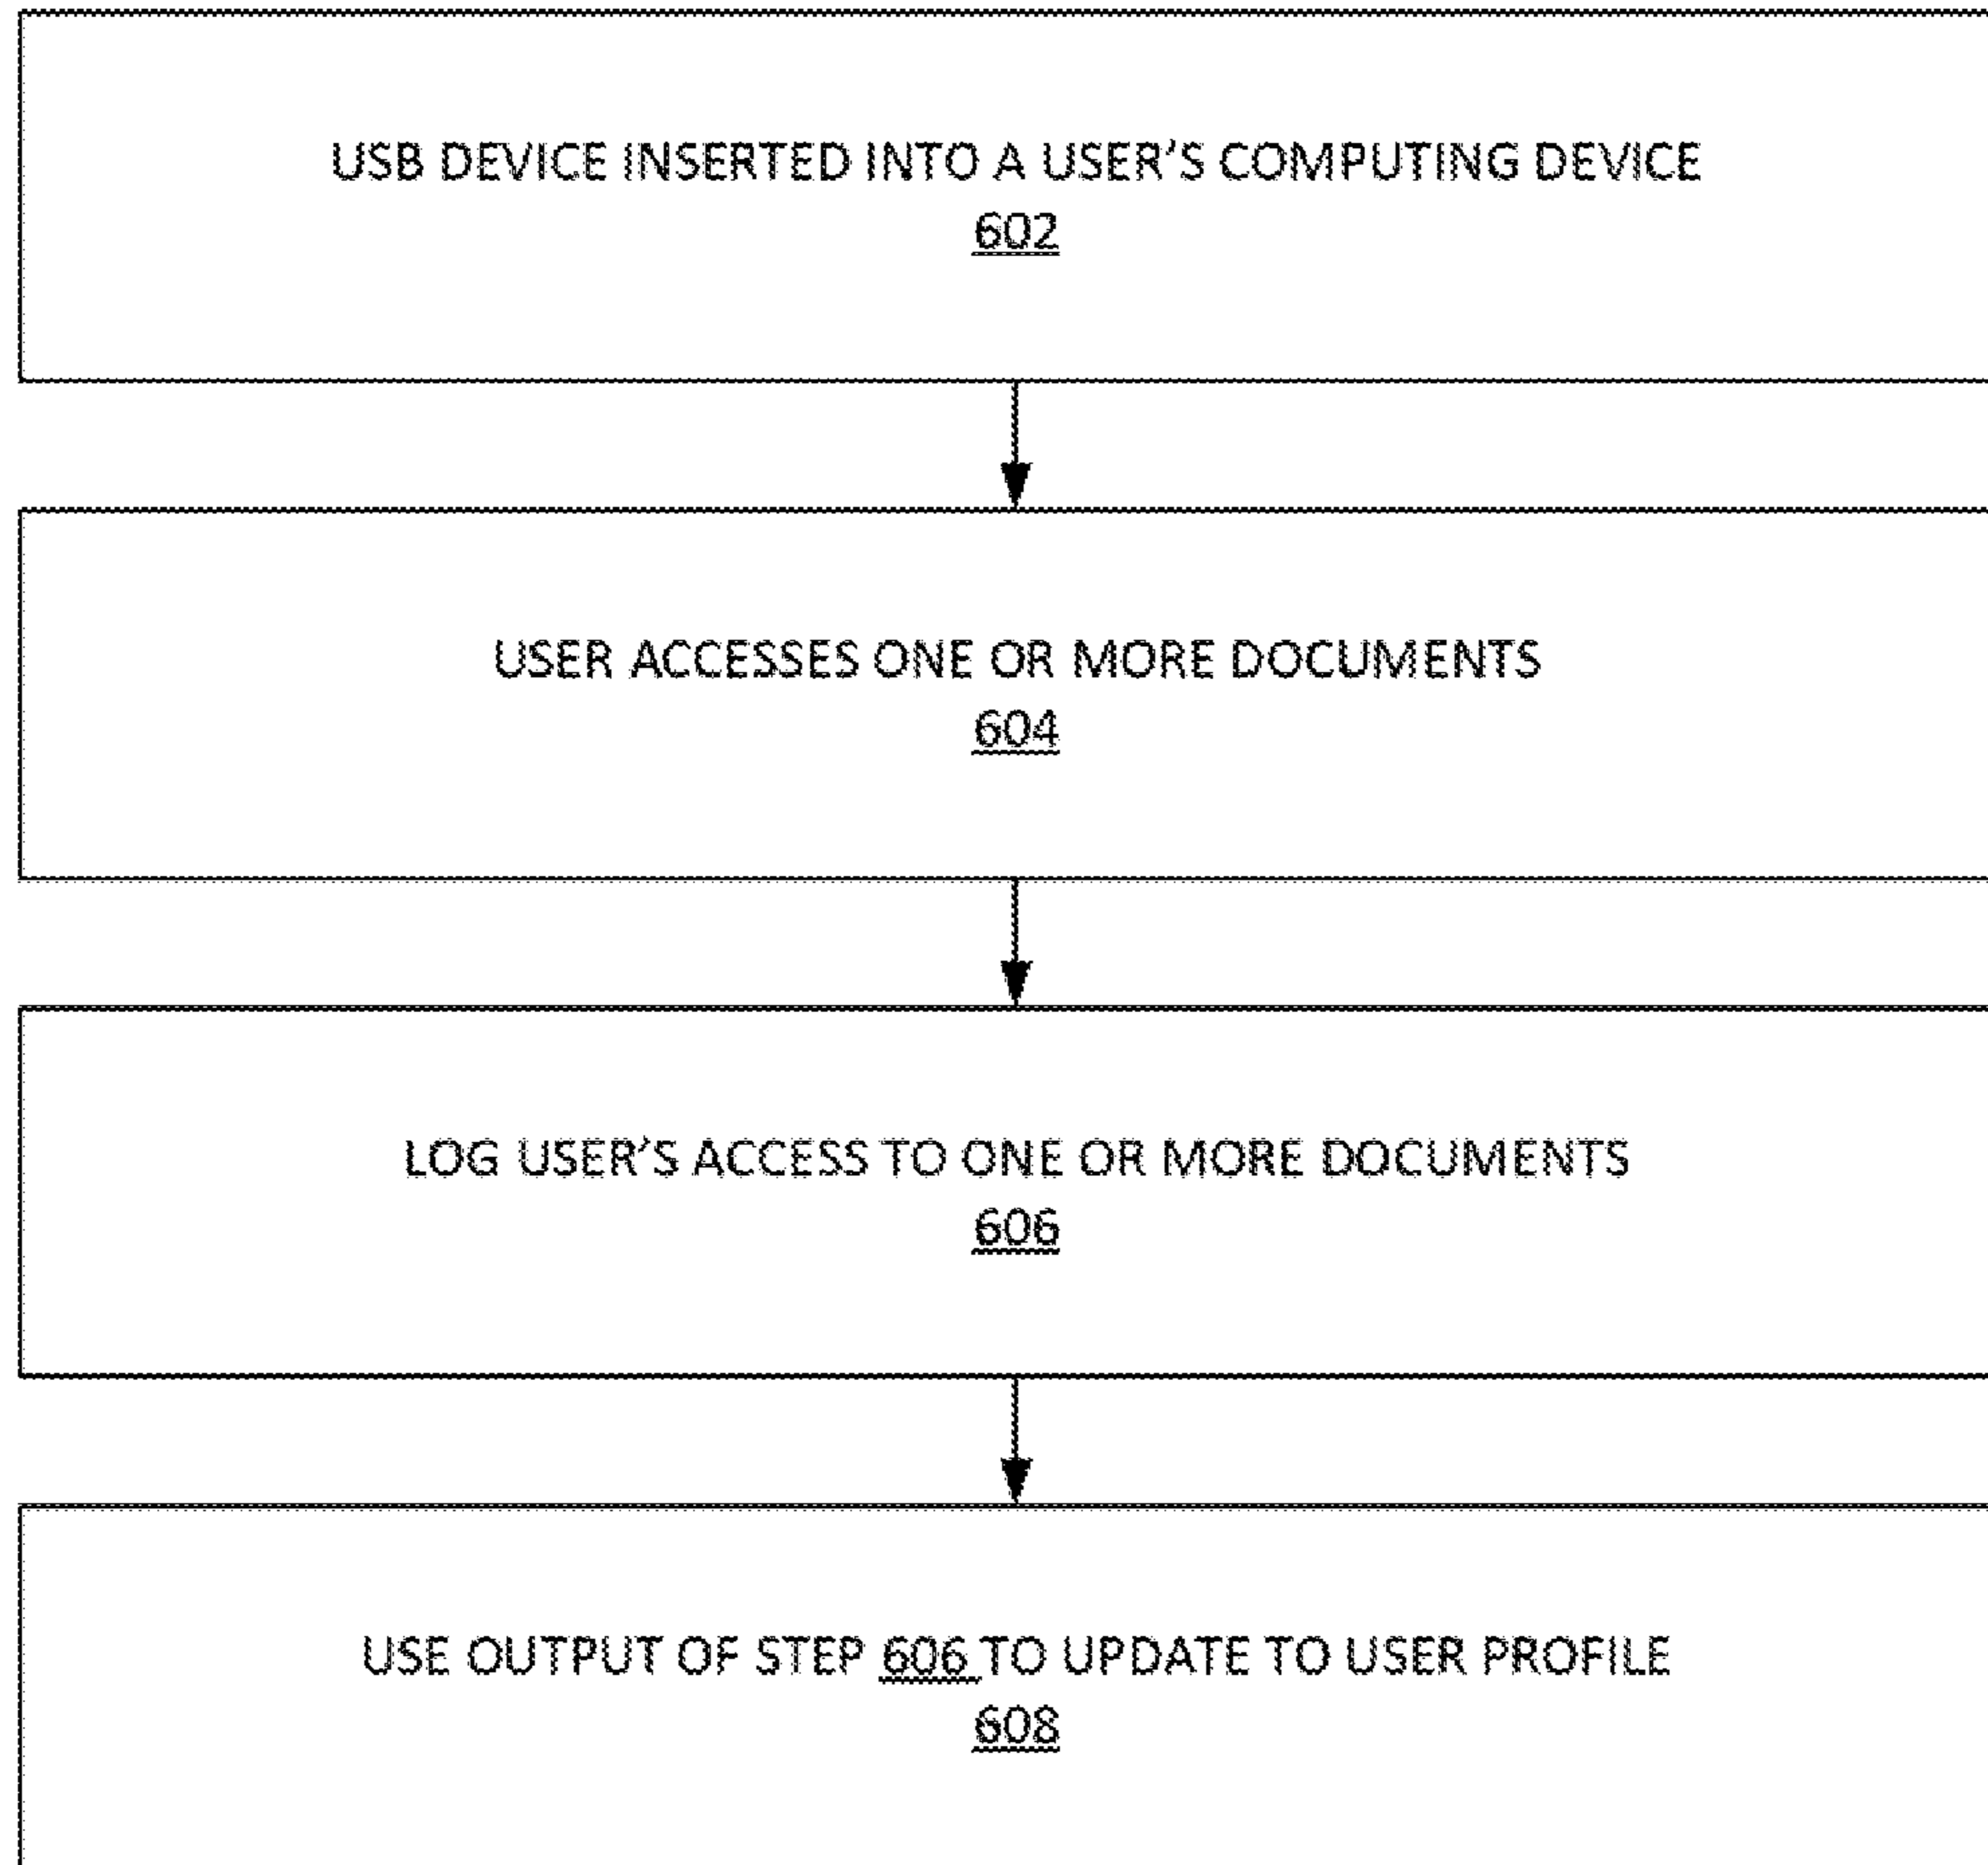 USB DEVICE INSERTED INTO A USER'S COMPUTING DEVICE
602
USER ACCESSES ONE OR MORE DOCUMENTS
604
LOG USER'S ACCESS TO ONE OR MORE DOCUMENTS
606
USE OUTPUT OF STEP 606 TO UPDATE TO USER PROFILE
608